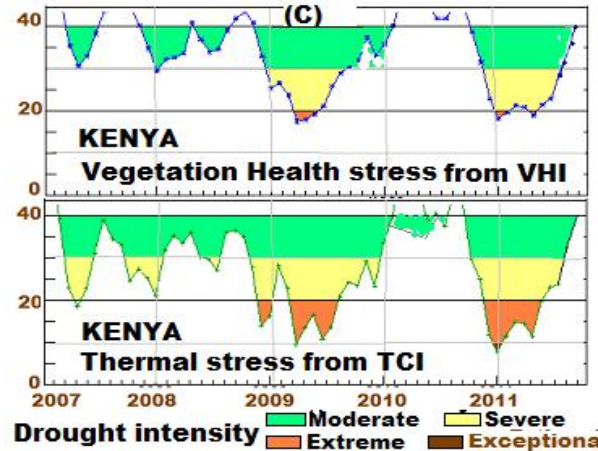 (C)
40
20
0
KENYA
Vegetation Health stress from VHI
40
20
0
KENYA
Thermal stress from TCI
2007 2008 2009 2010 2011
Drought intensity Moderate Severe
Extreme Exceptiona